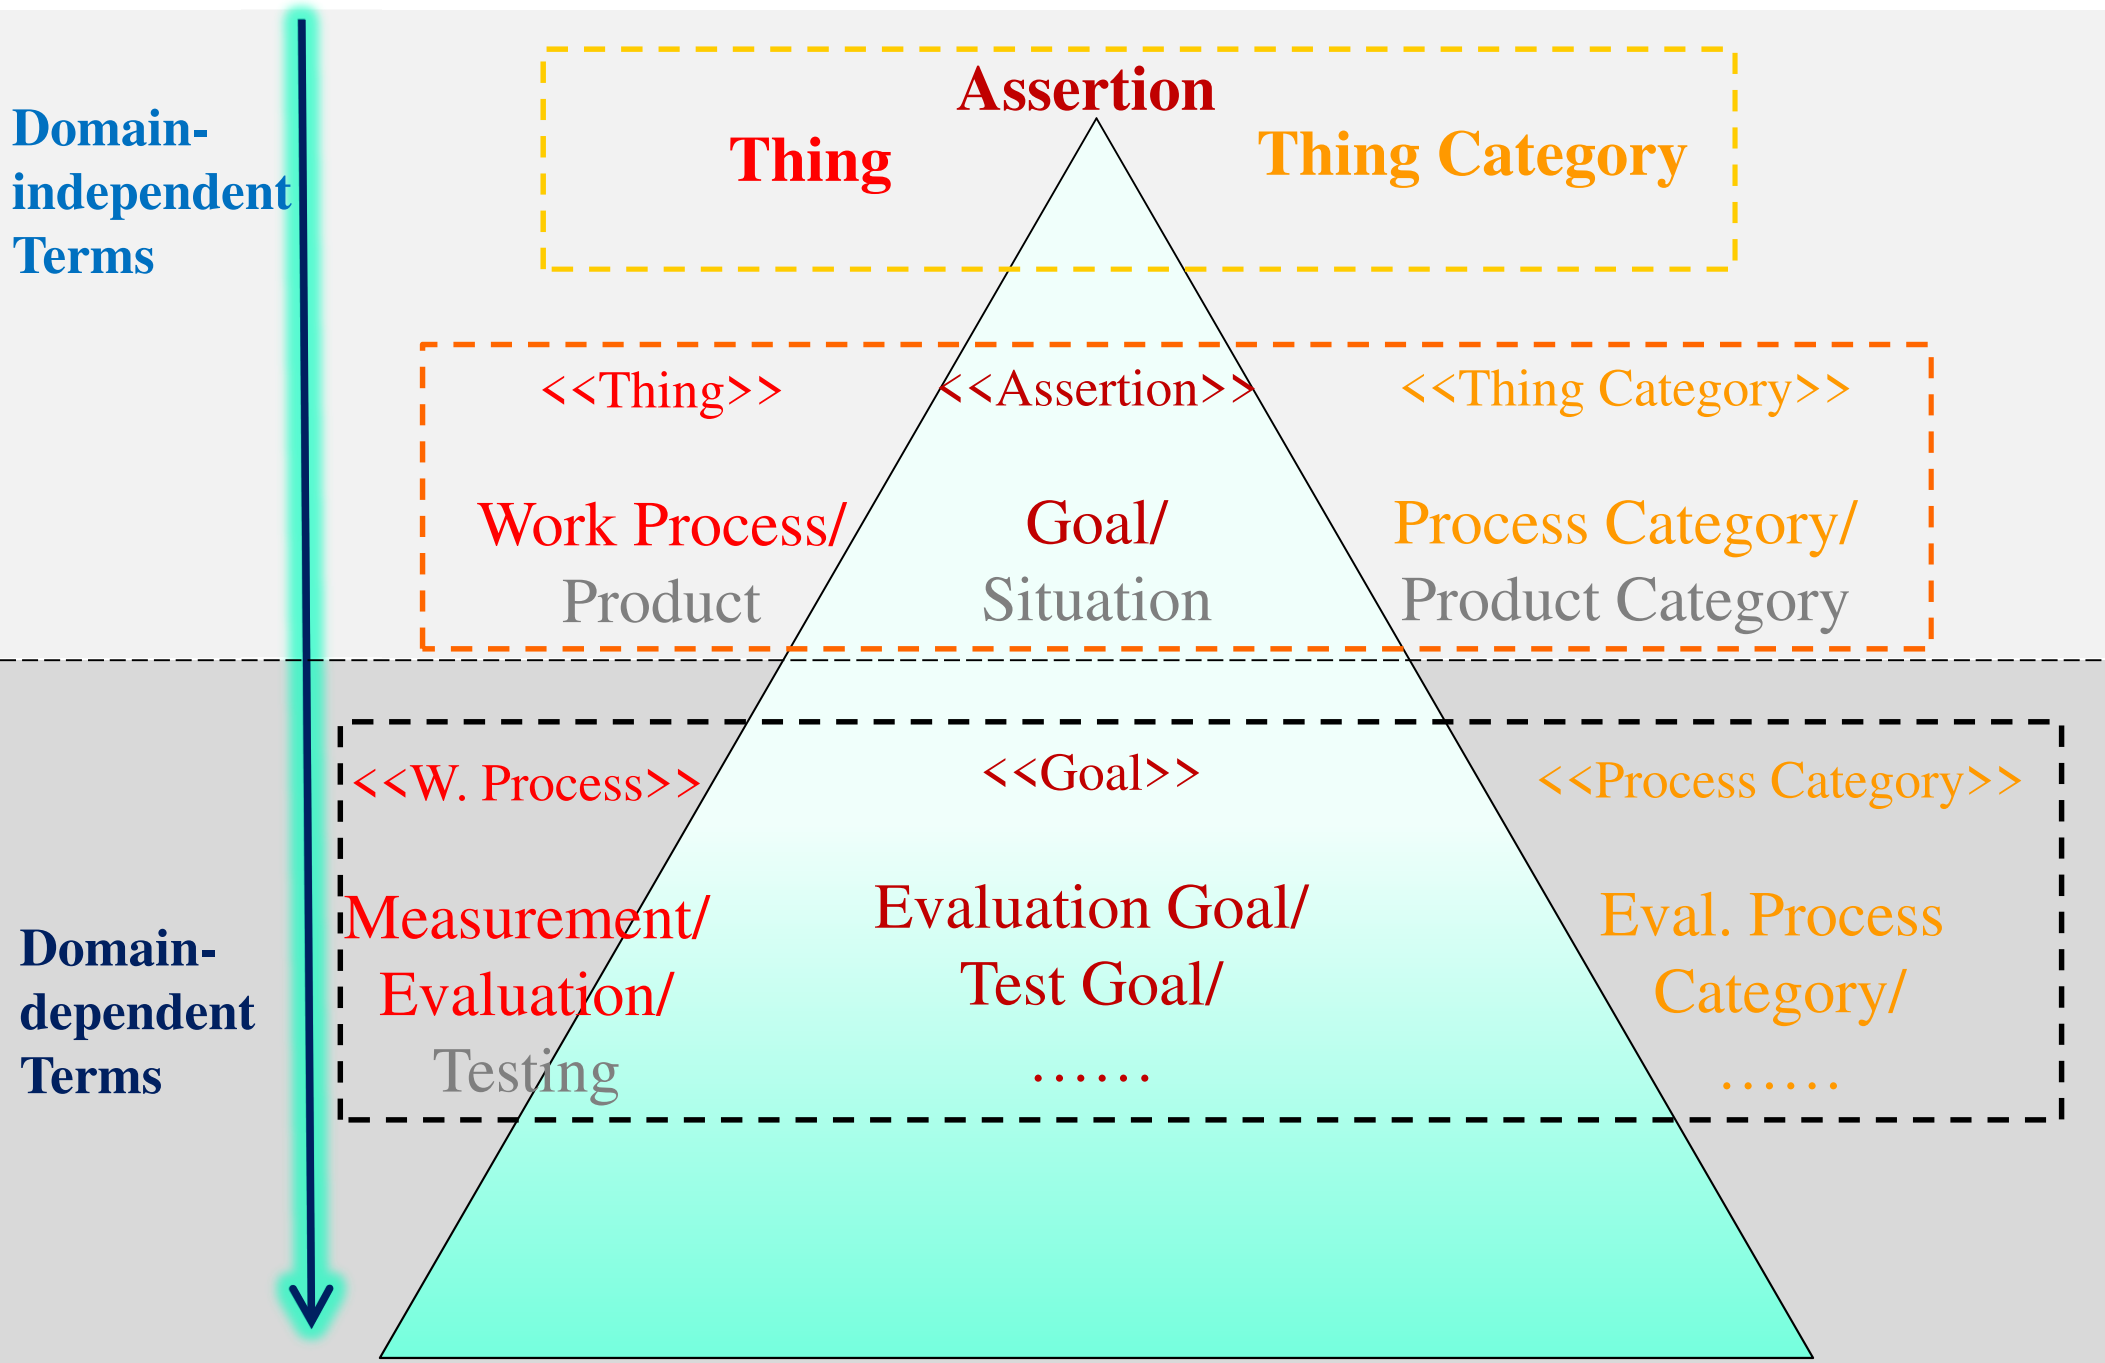 Domain-
independent
Terms
Assertion
Thing
Thing Category
<<Thing>>
<<Assertion>>
<<Thing Category>>
Work Process/
Product
Goal/
Situation
Process Category/
Product Category
Domain-
dependent
Terms
<<W. Process>>
<<Goal>>
<<Process Category>>
Measurement/
Evaluation/
Testing
Evaluation Goal/
Test Goal/
……
Eval. Process
Category/
……